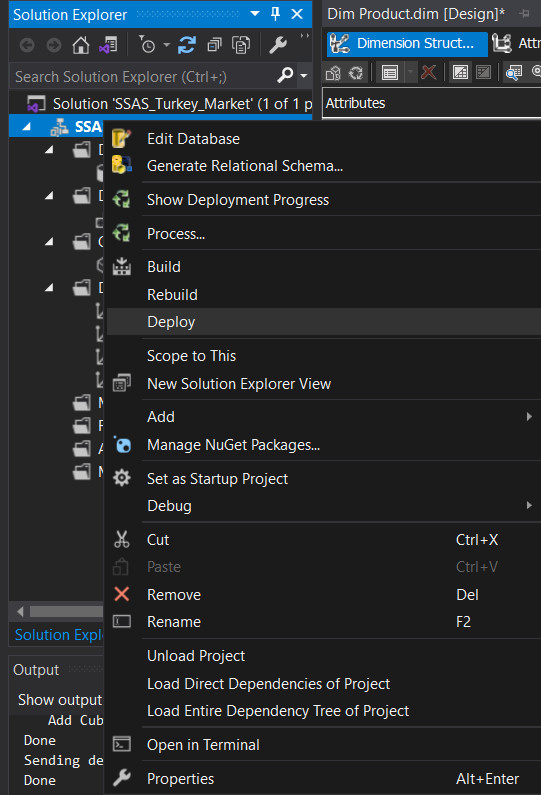 Solution Explorer
Dim Product.dim [Design]*
Dimension Struct...
Search Solution Explorer (Ctrl+;)
Solution 'SSAS_Turkey_Market' (1 of 1 p
Attributes
SSA
Edit Database
Generate Relational Schema...
Show Deployment Progress
Process...
Build
Rebuild
Deploy
Scope to This
New Solution Explorer View
Add
Manage NuGet Packages...
Set as Startup Project
Debug
Cut Ctrl+X
Paste Ctrl+V
Remove Del
Rename F2
Solution Explo
Unload Project
Output
Load Direct Dependencies of Project
Show output
Load Entire Dependency Tree of Project
Add Cub
Done
Open in Terminal
Sending de
Done
Properties Alt+Enter